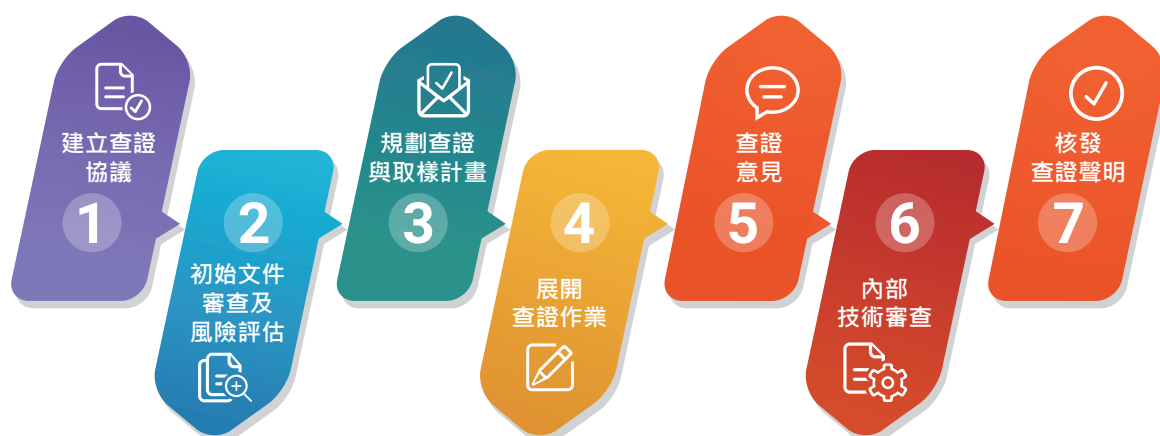 建立查證
協議
1
2
初始文件
審查及
風險評估
規劃查證
與取樣計畫
3
4
展開
查證作業
查證
意見
5
6
內部
技術審查
核發
查證聲明
7